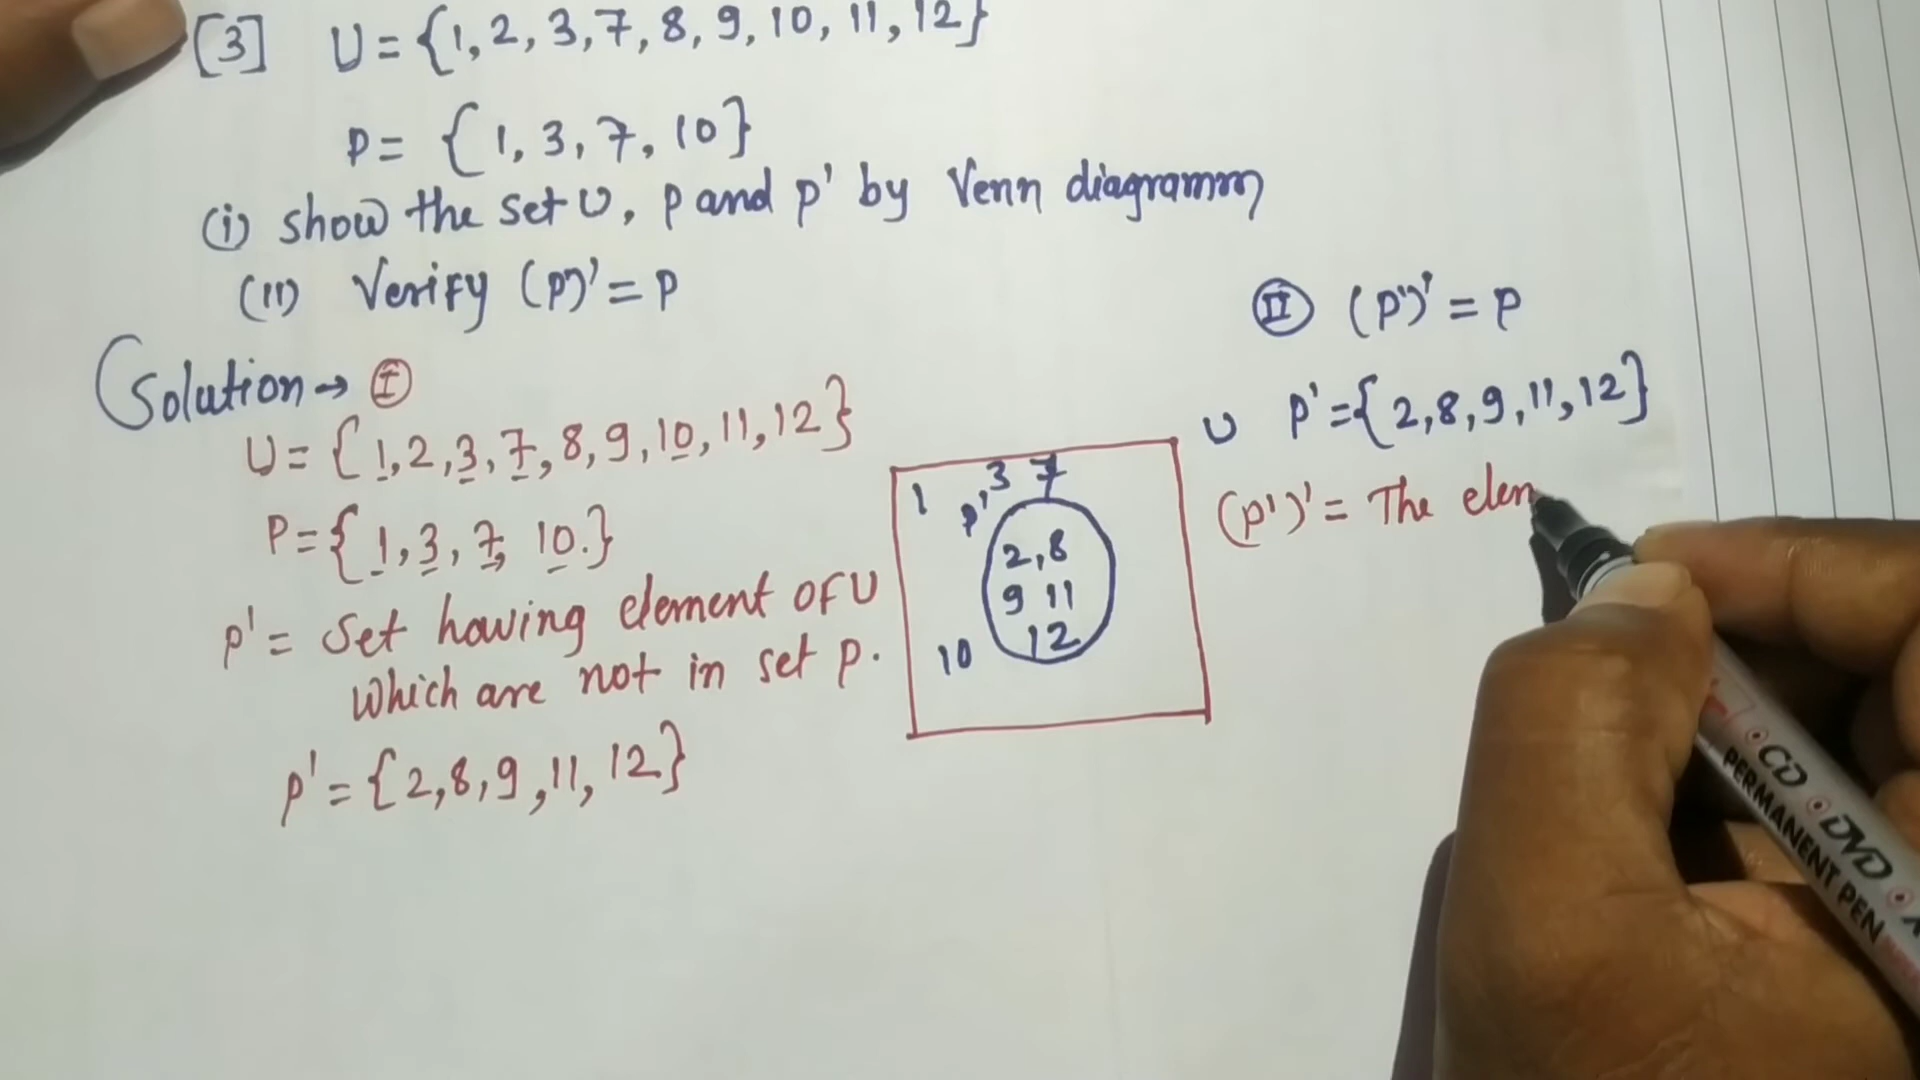 [3] U = {1, 2, 3, 7, 8, 9, 10, 11, 12}
P = {1, 3, 7, 10}
(i) show the set U, P and P' by Venn diagramm
(ii) Verify (P')' = P
Solution → I
U = {1,2,3,7,8,9,10,11,12}
P = {1,3,7, 10.}
P' = Set having element OF U
which are not in set P.
P' = {2,8,9,11,12}
1 3 7
P'
2,8
9 11
12
10
U
II (P')' = P
P' = {2,8,9,11,12}
(P')' = The elem
CD DVD
PERMANENT PEN